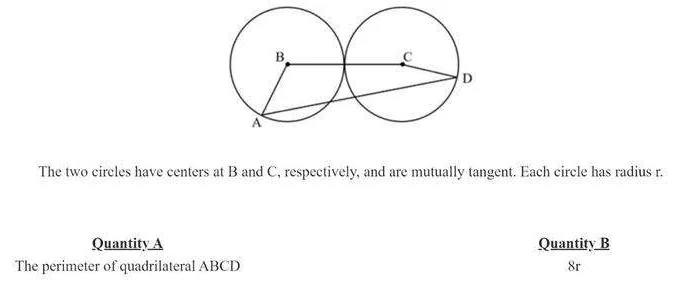 B
C
D
A
The two circles have centers at B and C, respectively, and are mutually tangent. Each circle has radius r.
Quantity A
Quantity B
The perimeter of quadrilateral ABCD
8r